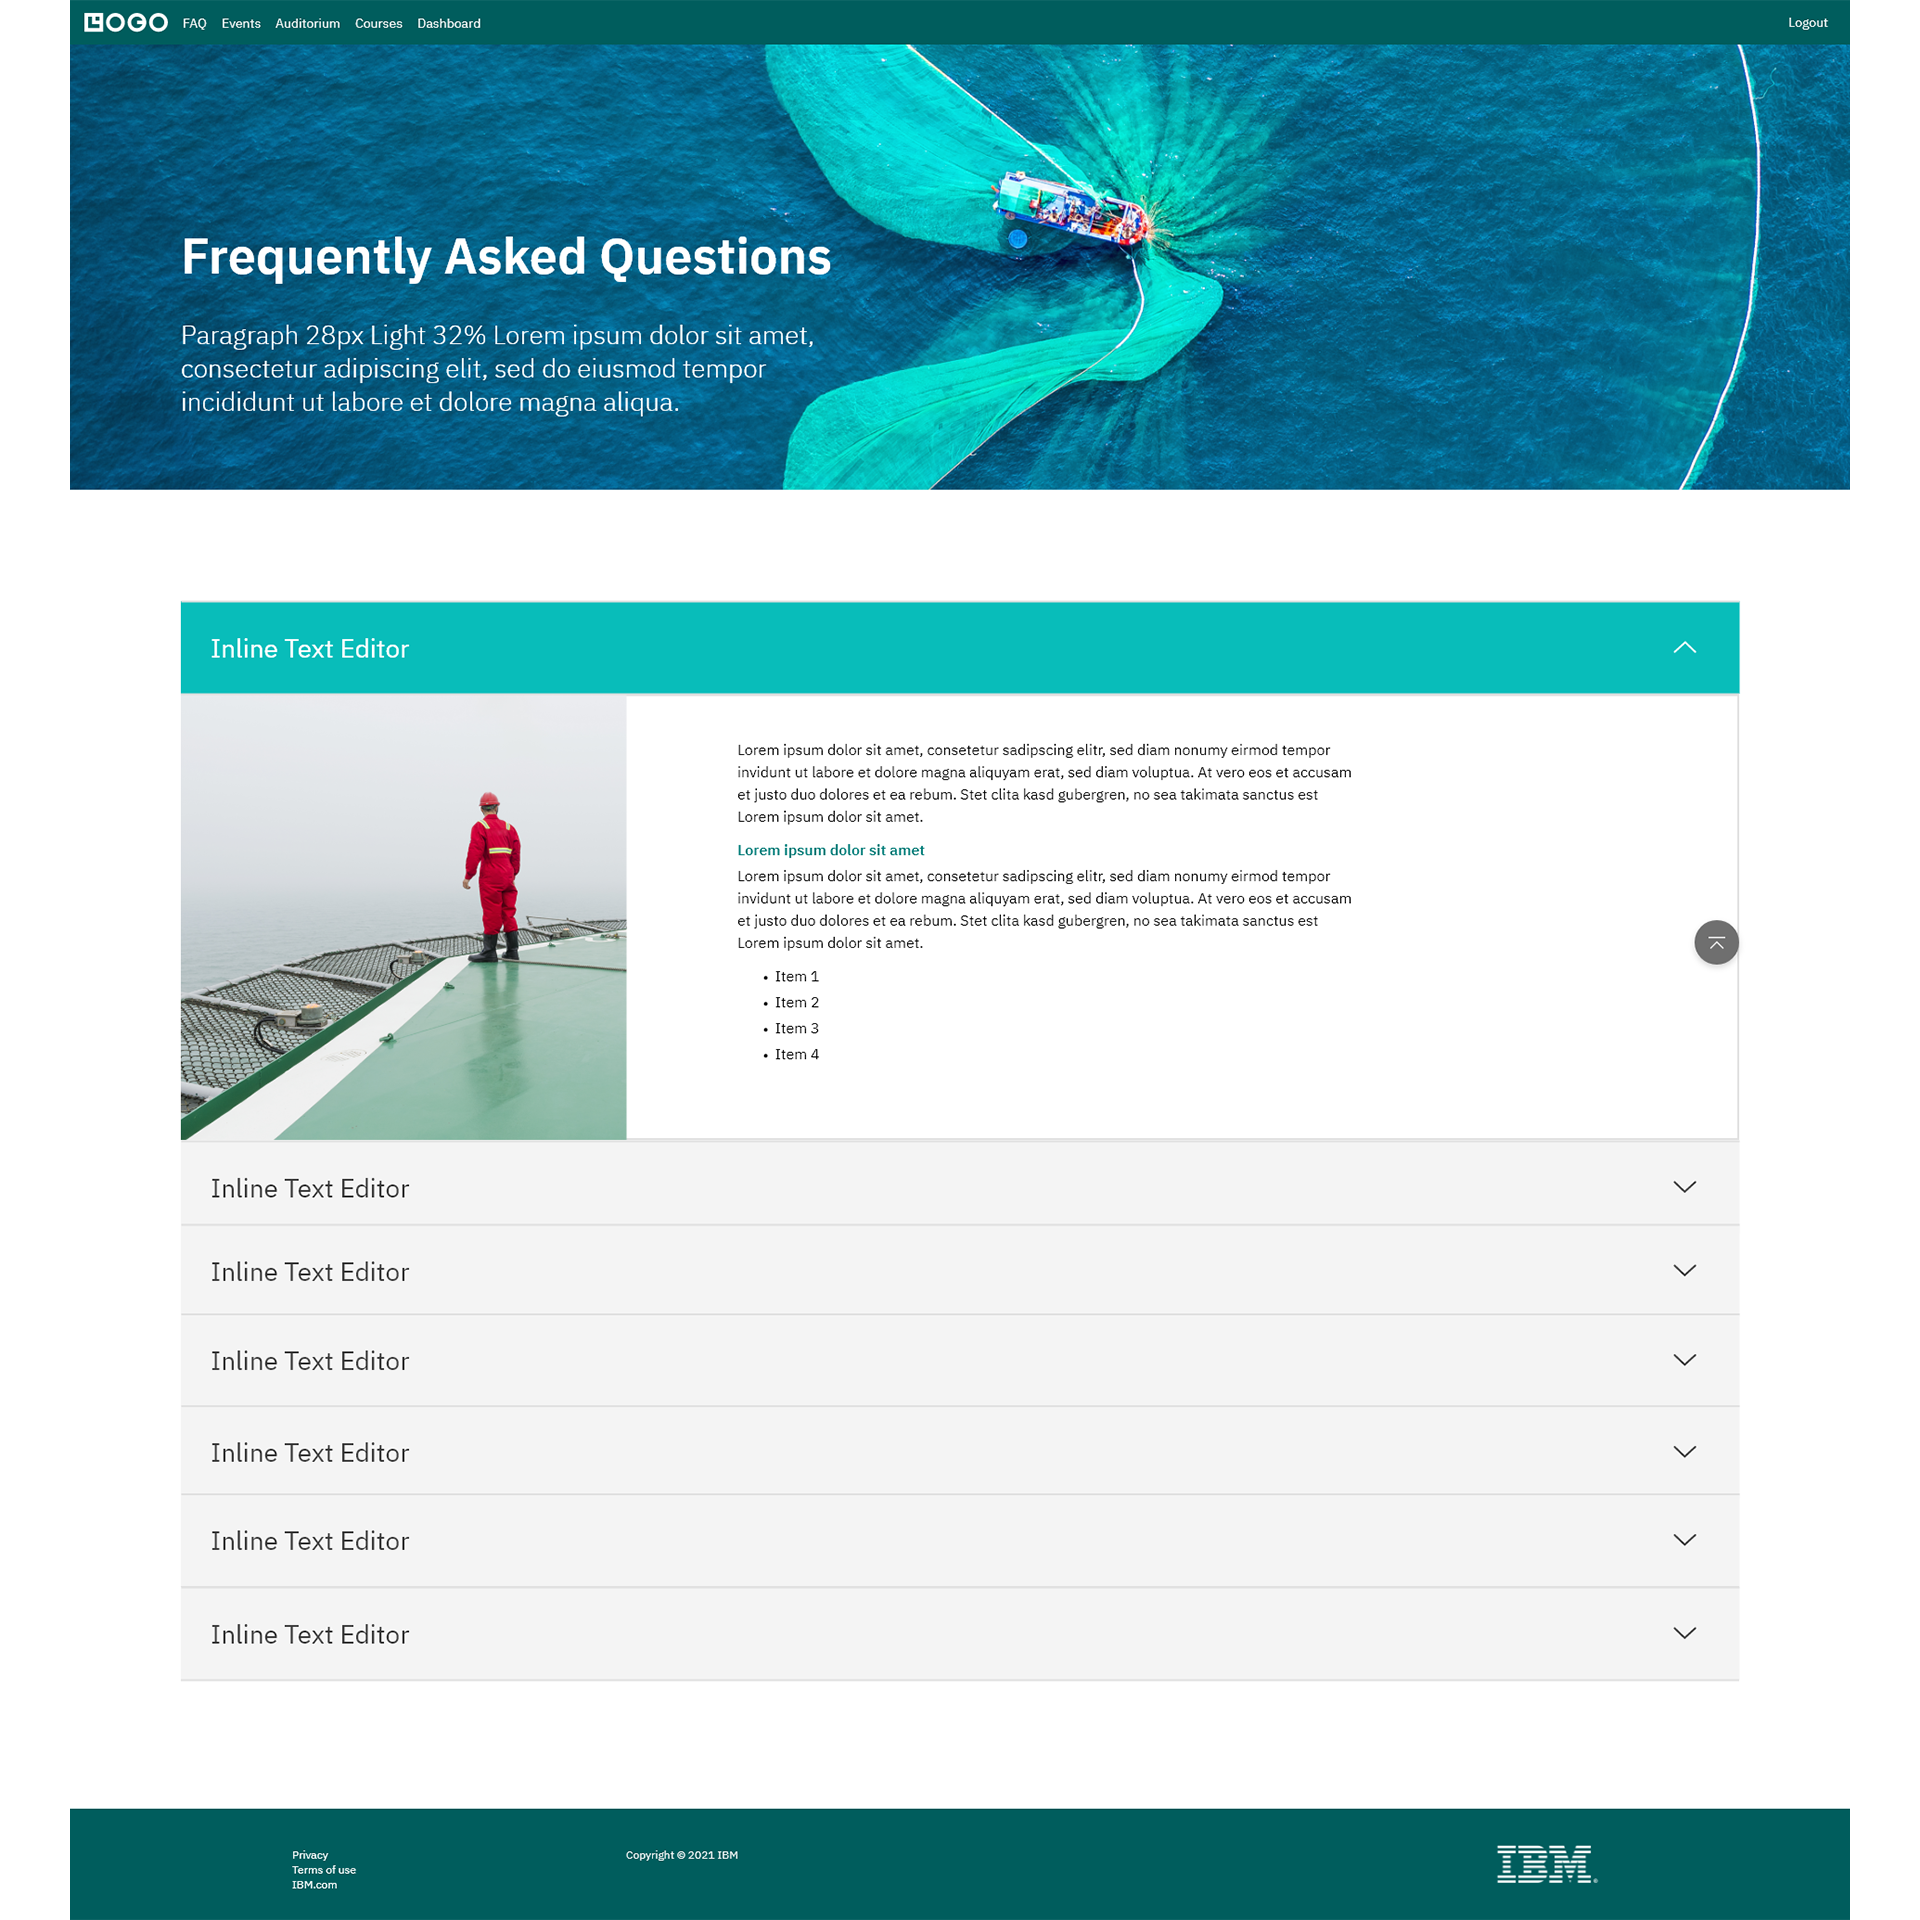 LOGO FAQ Events Auditorium Courses Dashboard Logout
Frequently Asked Questions
Paragraph 28px Light 32% Lorem ipsum dolor sit amet,
consectetur adipiscing elit, sed do eiusmod tempor
incididunt ut labore et dolore magna aliqua.
Inline Text Editor
Lorem ipsum dolor sit amet, consetetur sadipscing elitr, sed diam nonumy eirmod tempor
invidunt ut labore et dolore magna aliquyam erat, sed diam voluptua. At vero eos et accusam
et justo duo dolores et ea rebum. Stet clita kasd gubergren, no sea takimata sanctus est
Lorem ipsum dolor sit amet.
Lorem ipsum dolor sit amet
Lorem ipsum dolor sit amet, consetetur sadipscing elitr, sed diam nonumy eirmod tempor
invidunt ut labore et dolore magna aliquyam erat, sed diam voluptua. At vero eos et accusam
et justo duo dolores et ea rebum. Stet clita kasd gubergren, no sea takimata sanctus est
Lorem ipsum dolor sit amet.
• Item 1
• Item 2
• Item 3
• Item 4
Inline Text Editor
Inline Text Editor
Inline Text Editor
Inline Text Editor
Inline Text Editor
Inline Text Editor
Privacy
Terms of use
IBM.com
Copyright © 2021 IBM
IBM®